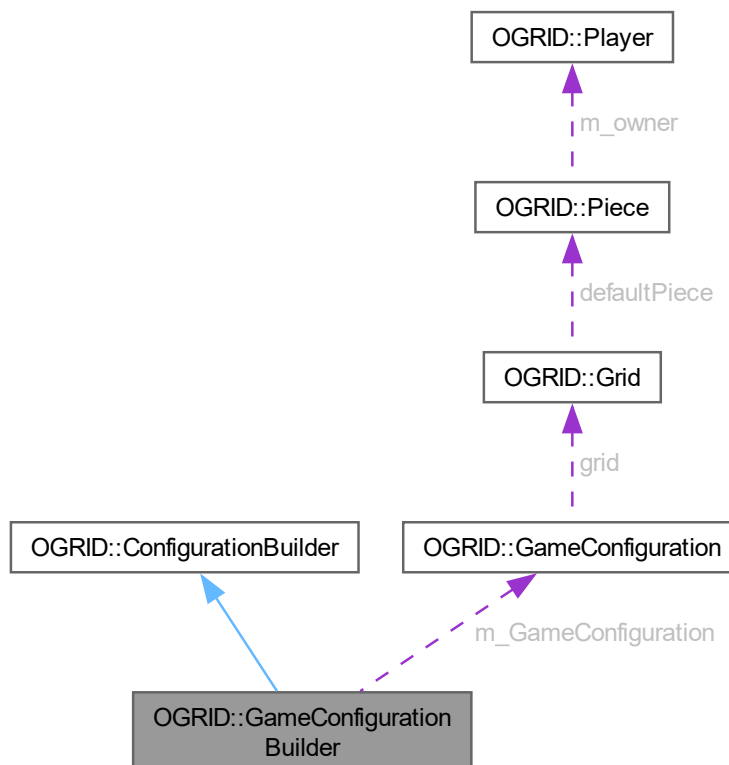 OGRID::Player
m_owner
OGRID::Piece
defaultPiece
OGRID::Grid
grid
OGRID::ConfigurationBuilder
OGRID::GameConfiguration
m_GameConfiguration
OGRID::GameConfiguration
Builder